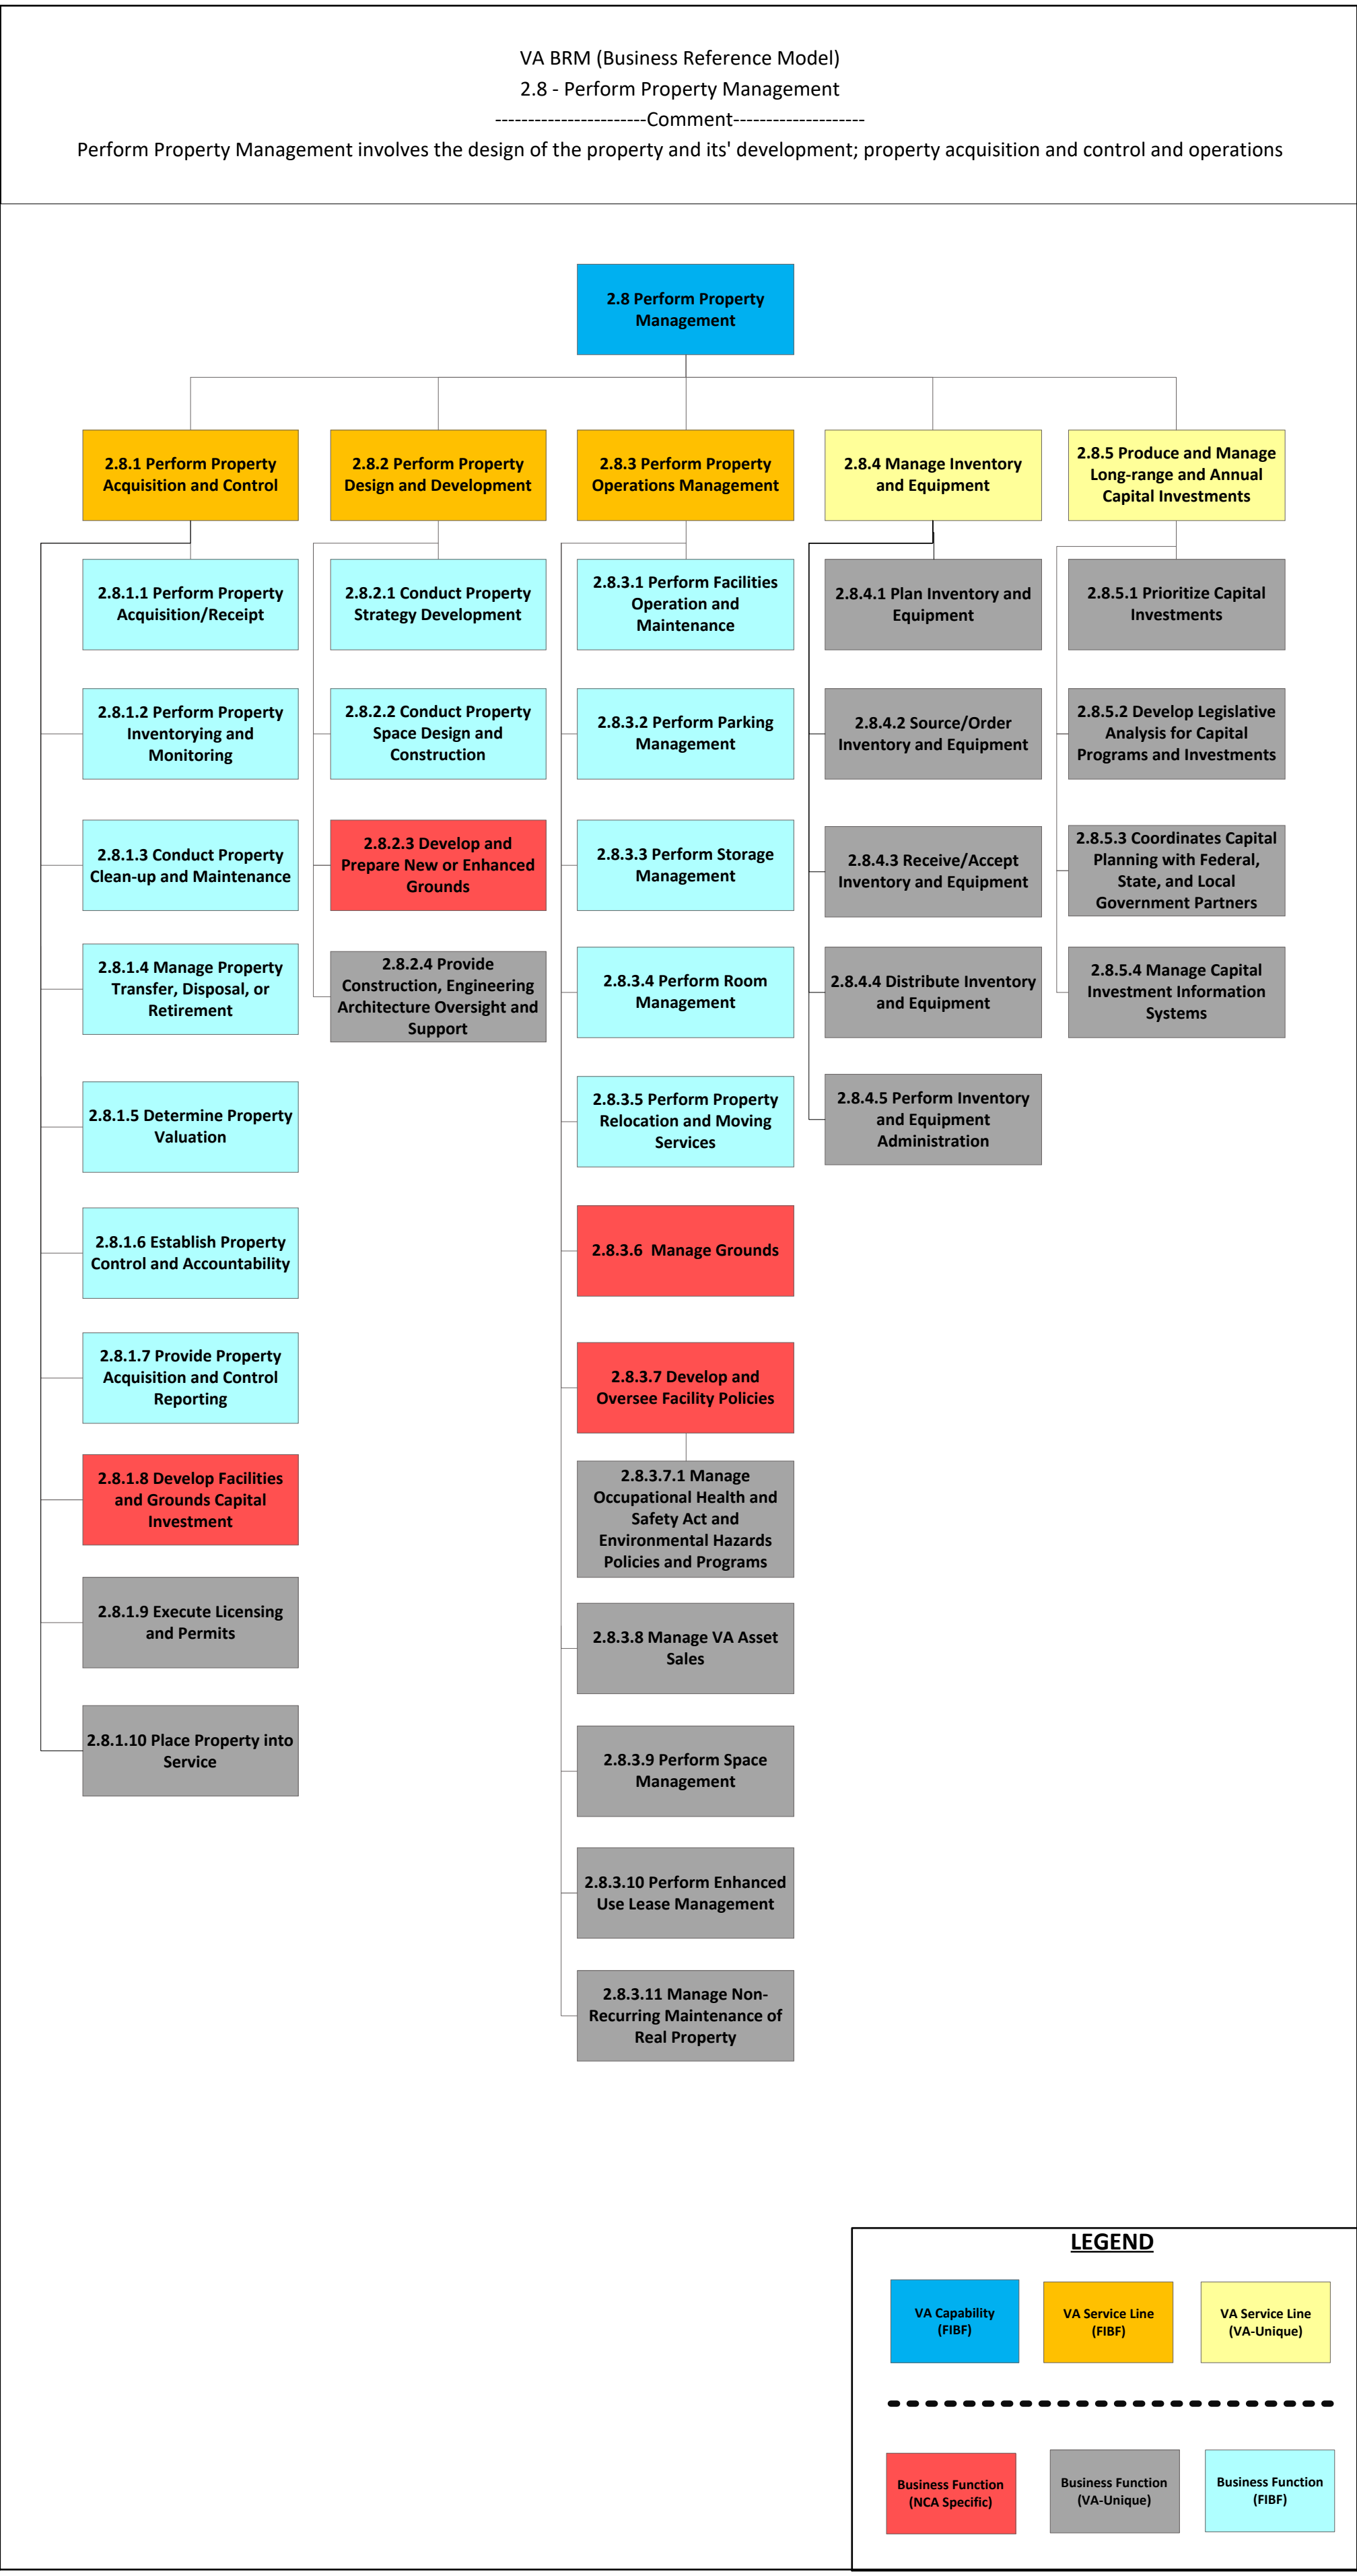 VA BRM (Business Reference Model)
2.8 - Perform Property Management
-----------------------Comment--------------------
Perform Property Management involves the design of the property and its' development; property acquisition and control and operations
2.8 Perform Property
Management
2.8.1 Perform Property
Acquisition and Control
2.8.2 Perform Property
Design and Development
2.8.3 Perform Property
Operations Management
2.8.4 Manage Inventory
and Equipment
2.8.5 Produce and Manage
Long-range and Annual
Capital Investments
2.8.1.1 Perform Property
Acquisition/Receipt
2.8.1.2 Perform Property
Inventorying and
Monitoring
2.8.1.3 Conduct Property
Clean-up and Maintenance
2.8.1.4 Manage Property
Transfer, Disposal, or
Retirement
2.8.1.5 Determine Property
Valuation
2.8.1.6 Establish Property
Control and Accountability
2.8.1.7 Provide Property
Acquisition and Control
Reporting
2.8.1.8 Develop Facilities
and Grounds Capital
Investment
2.8.1.9 Execute Licensing
and Permits
2.8.1.10 Place Property into
Service
2.8.2.1 Conduct Property
Strategy Development
2.8.2.2 Conduct Property
Space Design and
Construction
2.8.2.3 Develop and
Prepare New or Enhanced
Grounds
2.8.2.4 Provide
Construction, Engineering
Architecture Oversight and
Support
2.8.3.1 Perform Facilities
Operation and
Maintenance
2.8.3.2 Perform Parking
Management
2.8.3.3 Perform Storage
Management
2.8.3.4 Perform Room
Management
2.8.3.5 Perform Property
Relocation and Moving
Services
2.8.3.6 Manage Grounds
2.8.3.7 Develop and
Oversee Facility Policies
2.8.3.7.1 Manage
Occupational Health and
Safety Act and
Environmental Hazards
Policies and Programs
2.8.3.8 Manage VA Asset
Sales
2.8.3.9 Perform Space
Management
2.8.3.10 Perform Enhanced
Use Lease Management
2.8.3.11 Manage Non-
Recurring Maintenance of
Real Property
2.8.4.1 Plan Inventory and
Equipment
2.8.4.2 Source/Order
Inventory and Equipment
2.8.4.3 Receive/Accept
Inventory and Equipment
2.8.4.4 Distribute Inventory
and Equipment
2.8.4.5 Perform Inventory
and Equipment
Administration
2.8.5.1 Prioritize Capital
Investments
2.8.5.2 Develop Legislative
Analysis for Capital
Programs and Investments
2.8.5.3 Coordinates Capital
Planning with Federal,
State, and Local
Government Partners
2.8.5.4 Manage Capital
Investment Information
Systems
LEGEND
VA Capability
(FIBF)
VA Service Line
(FIBF)
VA Service Line
(VA-Unique)
Business Function
(NCA Specific)
Business Function
(VA-Unique)
Business Function
(FIBF)